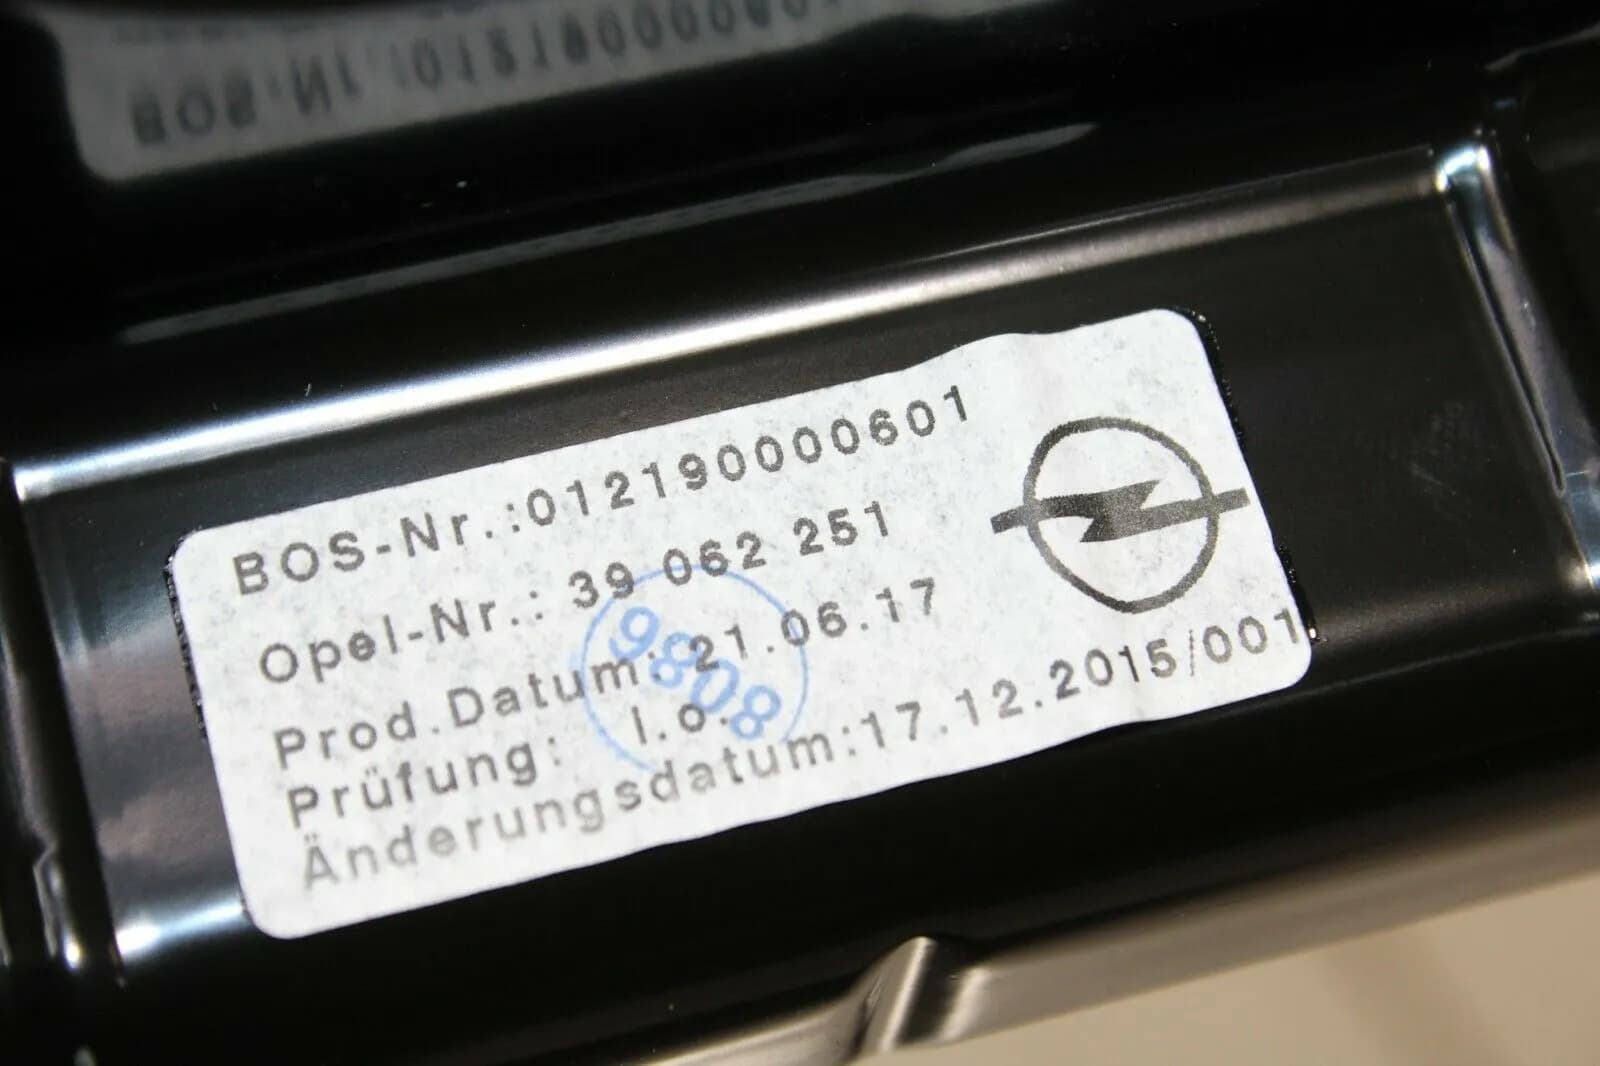 BOS-Nr.:012190000601
Opel-Nr.: 39 062 251
Prod.Datum: 21.06.17
Prüfung: I.o.
Änderungsdatum:17.12.2015/001
9808